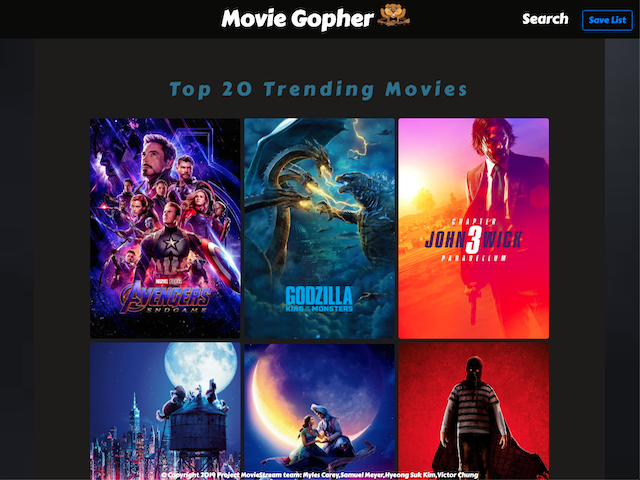 Movie Gopher
Search
Save List
Top 20 Trending Movies
MARVEL STUDIOS
AVENGERS
ENDGAME
GODZILLA
KING OF THE MONSTERS
CHAPTER
JOHN 3 WICK
PARABELLUM
© Copyright 2019 Project MovieStream team: Myles Carey,Samuel Meyer,Hyeong Suk Kim,Victor Chung